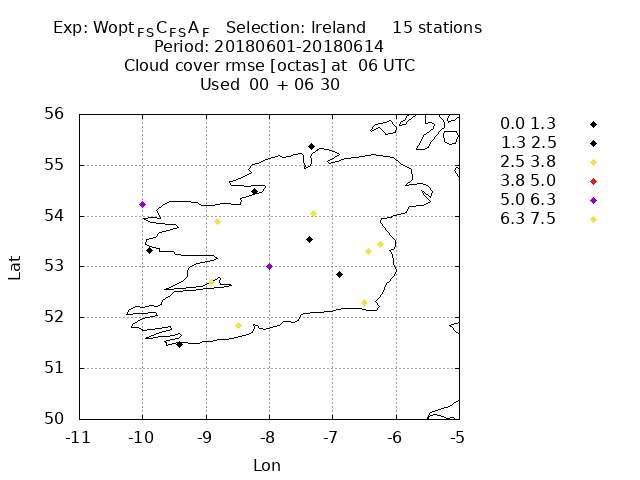 Exp: Wopt FS C FS A F Selection: Ireland 15 stations
Period: 20180601-20180614
Cloud cover rmse [octas] at 06 UTC
Used 00 + 06 30
56
55
54
53
52
51
50
Lat
-11 -10 -9 -8 -7 -6 -5
Lon
0.0 1.3
1.3 2.5
2.5 3.8
3.8 5.0
5.0 6.3
6.3 7.5